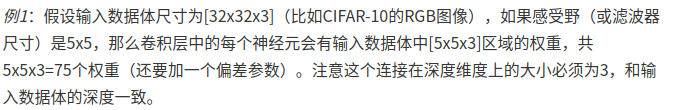 例1：假设输入数据体尺寸为[32x32x3]（比如CIFAR-10的RGB图像），如果感受野（或滤波器
尺寸）是5x5，那么卷积层中的每个神经元会有输入数据体中[5x5x3]区域的权重，共
5x5x3=75个权重（还要加一个偏差参数）。注意这个连接在深度维度上的大小必须为3，和输
入数据体的深度一致。